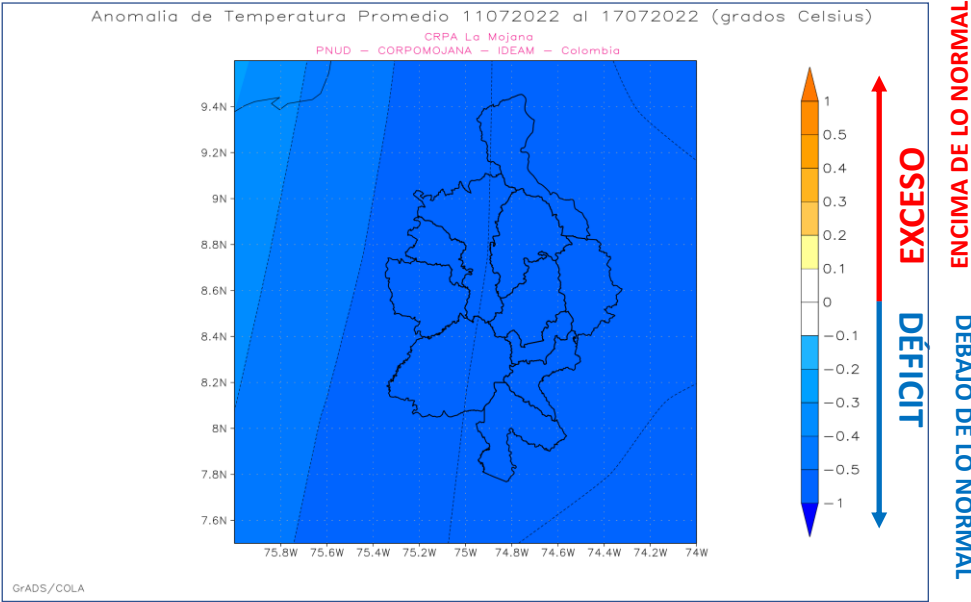 Anomalia de Temperatura Promedio 11072022 al 17072022 (grados Celsius)
CRPA La Mojana
PNUD – CORPOMOJANA – IDEAM – Colombia
9.4N
9.2N
9N
8.8N
8.6N
8.4N
8.2N
8N
7.8N
7.6N
75.8W 75.6W 75.4W 75.2W 75W 74.8W 74.6W 74.4W 74.2W 74W
1
0.5
0.4
0.3
0.2
0.1
0
−0.1
−0.2
−0.3
−0.4
−0.5
−1
EXCESO
DÉFICIT
ENCIMA DE LO NORMAL
DEBAJO DE LO NORMAL
GrADS/COLA